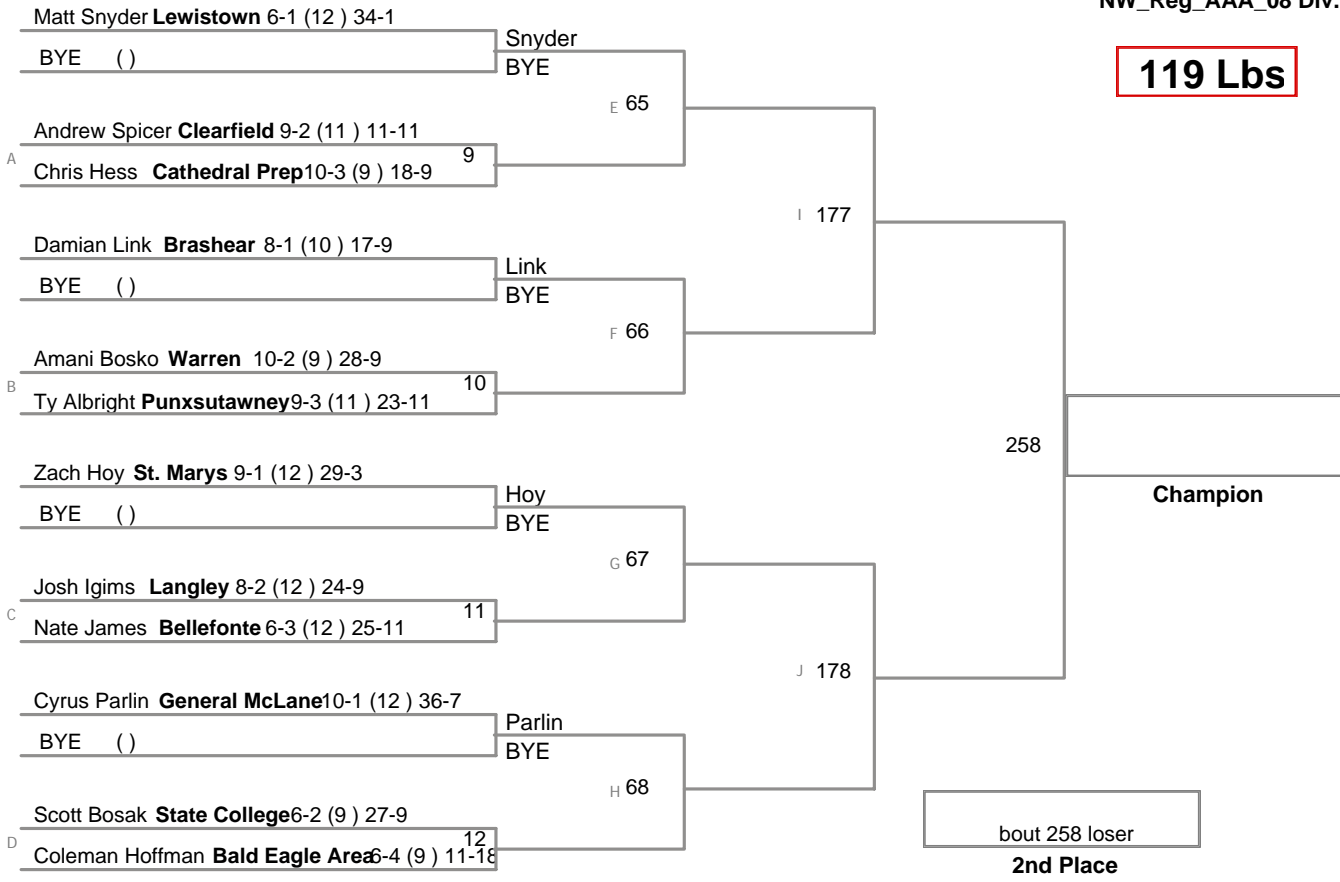 NW_Reg_AAA_08 Div.
119 Lbs
Matt Snyder Lewistown 6-1 (12 ) 34-1
BYE ( )
Snyder
BYE
E 65
A
Andrew Spicer Clearfield 9-2 (11 ) 11-11
Chris Hess Cathedral Prep10-3 (9 ) 18-9
9
I 177
Damian Link Brashear 8-1 (10 ) 17-9
BYE ( )
Link
BYE
F 66
B
Amani Bosko Warren 10-2 (9 ) 28-9
Ty Albright Punxsutawney9-3 (11 ) 23-11
10
258
Champion
Zach Hoy St. Marys 9-1 (12 ) 29-3
BYE ( )
Hoy
BYE
G 67
C
Josh Igims Langley 8-2 (12 ) 24-9
Nate James Bellefonte 6-3 (12 ) 25-11
11
J 178
Cyrus Parlin General McLane10-1 (12 ) 36-7
BYE ( )
Parlin
BYE
H 68
D
Scott Bosak State College6-2 (9 ) 27-9
Coleman Hoffman Bald Eagle Area6-4 (9 ) 11-18
12
bout 258 loser
2nd Place